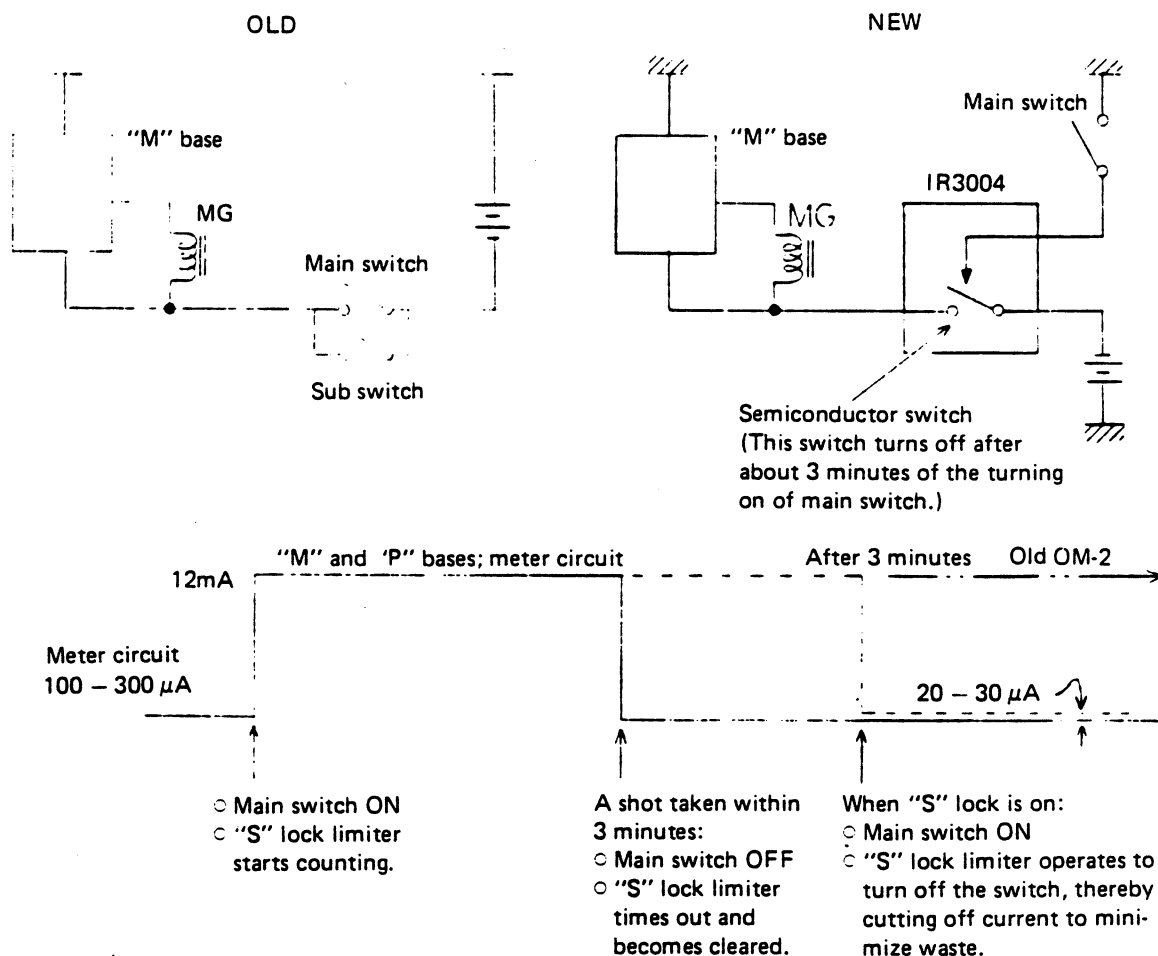 OLD
NEW
"M" base
MG
Main switch
Sub switch
Main switch
"M" base
IR3004
MG
Semiconductor switch
(This switch turns off after
about 3 minutes of the turning
on of main switch.)
"M" and 'P" bases; meter circuit
After 3 minutes
Old OM-2
12mA
Meter circuit
100 – 300 μA
20 – 30 μA
○ Main switch ON
○ "S" lock limiter
starts counting.
A shot taken within
3 minutes:
○ Main switch OFF
○ "S" lock limiter
times out and
becomes cleared.
When "S" lock is on:
○ Main switch ON
○ "S" lock limiter operates to
turn off the switch, thereby
cutting off current to mini-
mize waste.